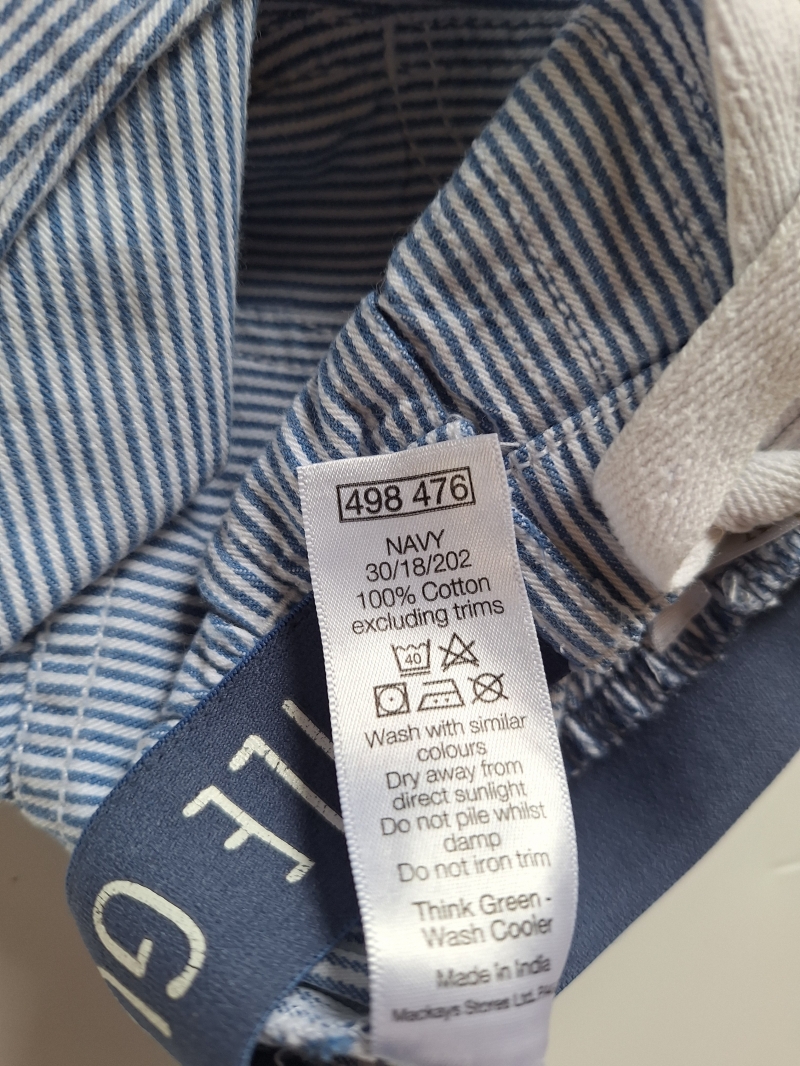 498 476
NAVY
30/18/202
100% Cotton
excluding trims
40
Wash with similar
colours
Dry away from
direct sunlight
Do not pile whilst
damp
Do not iron trim
Think Green -
Wash Cooler
Made in India
Mackays Stores Ltd.